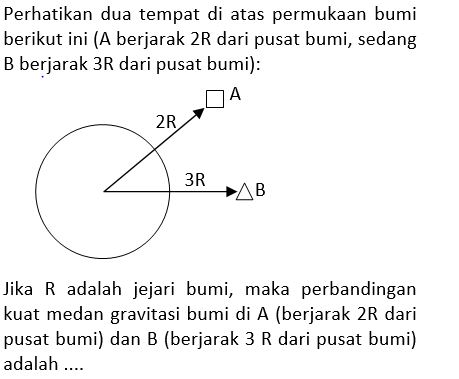 Perhatikan dua tempat di atas permukaan bumi
berikut ini (A berjarak 2R dari pusat bumi, sedang
B berjarak 3R dari pusat bumi):
A
2R
3R
B
Jika R adalah jejari bumi, maka perbandingan
kuat medan gravitasi bumi di A (berjarak 2R dari
pusat bumi) dan B (berjarak 3 R dari pusat bumi)
adalah ....